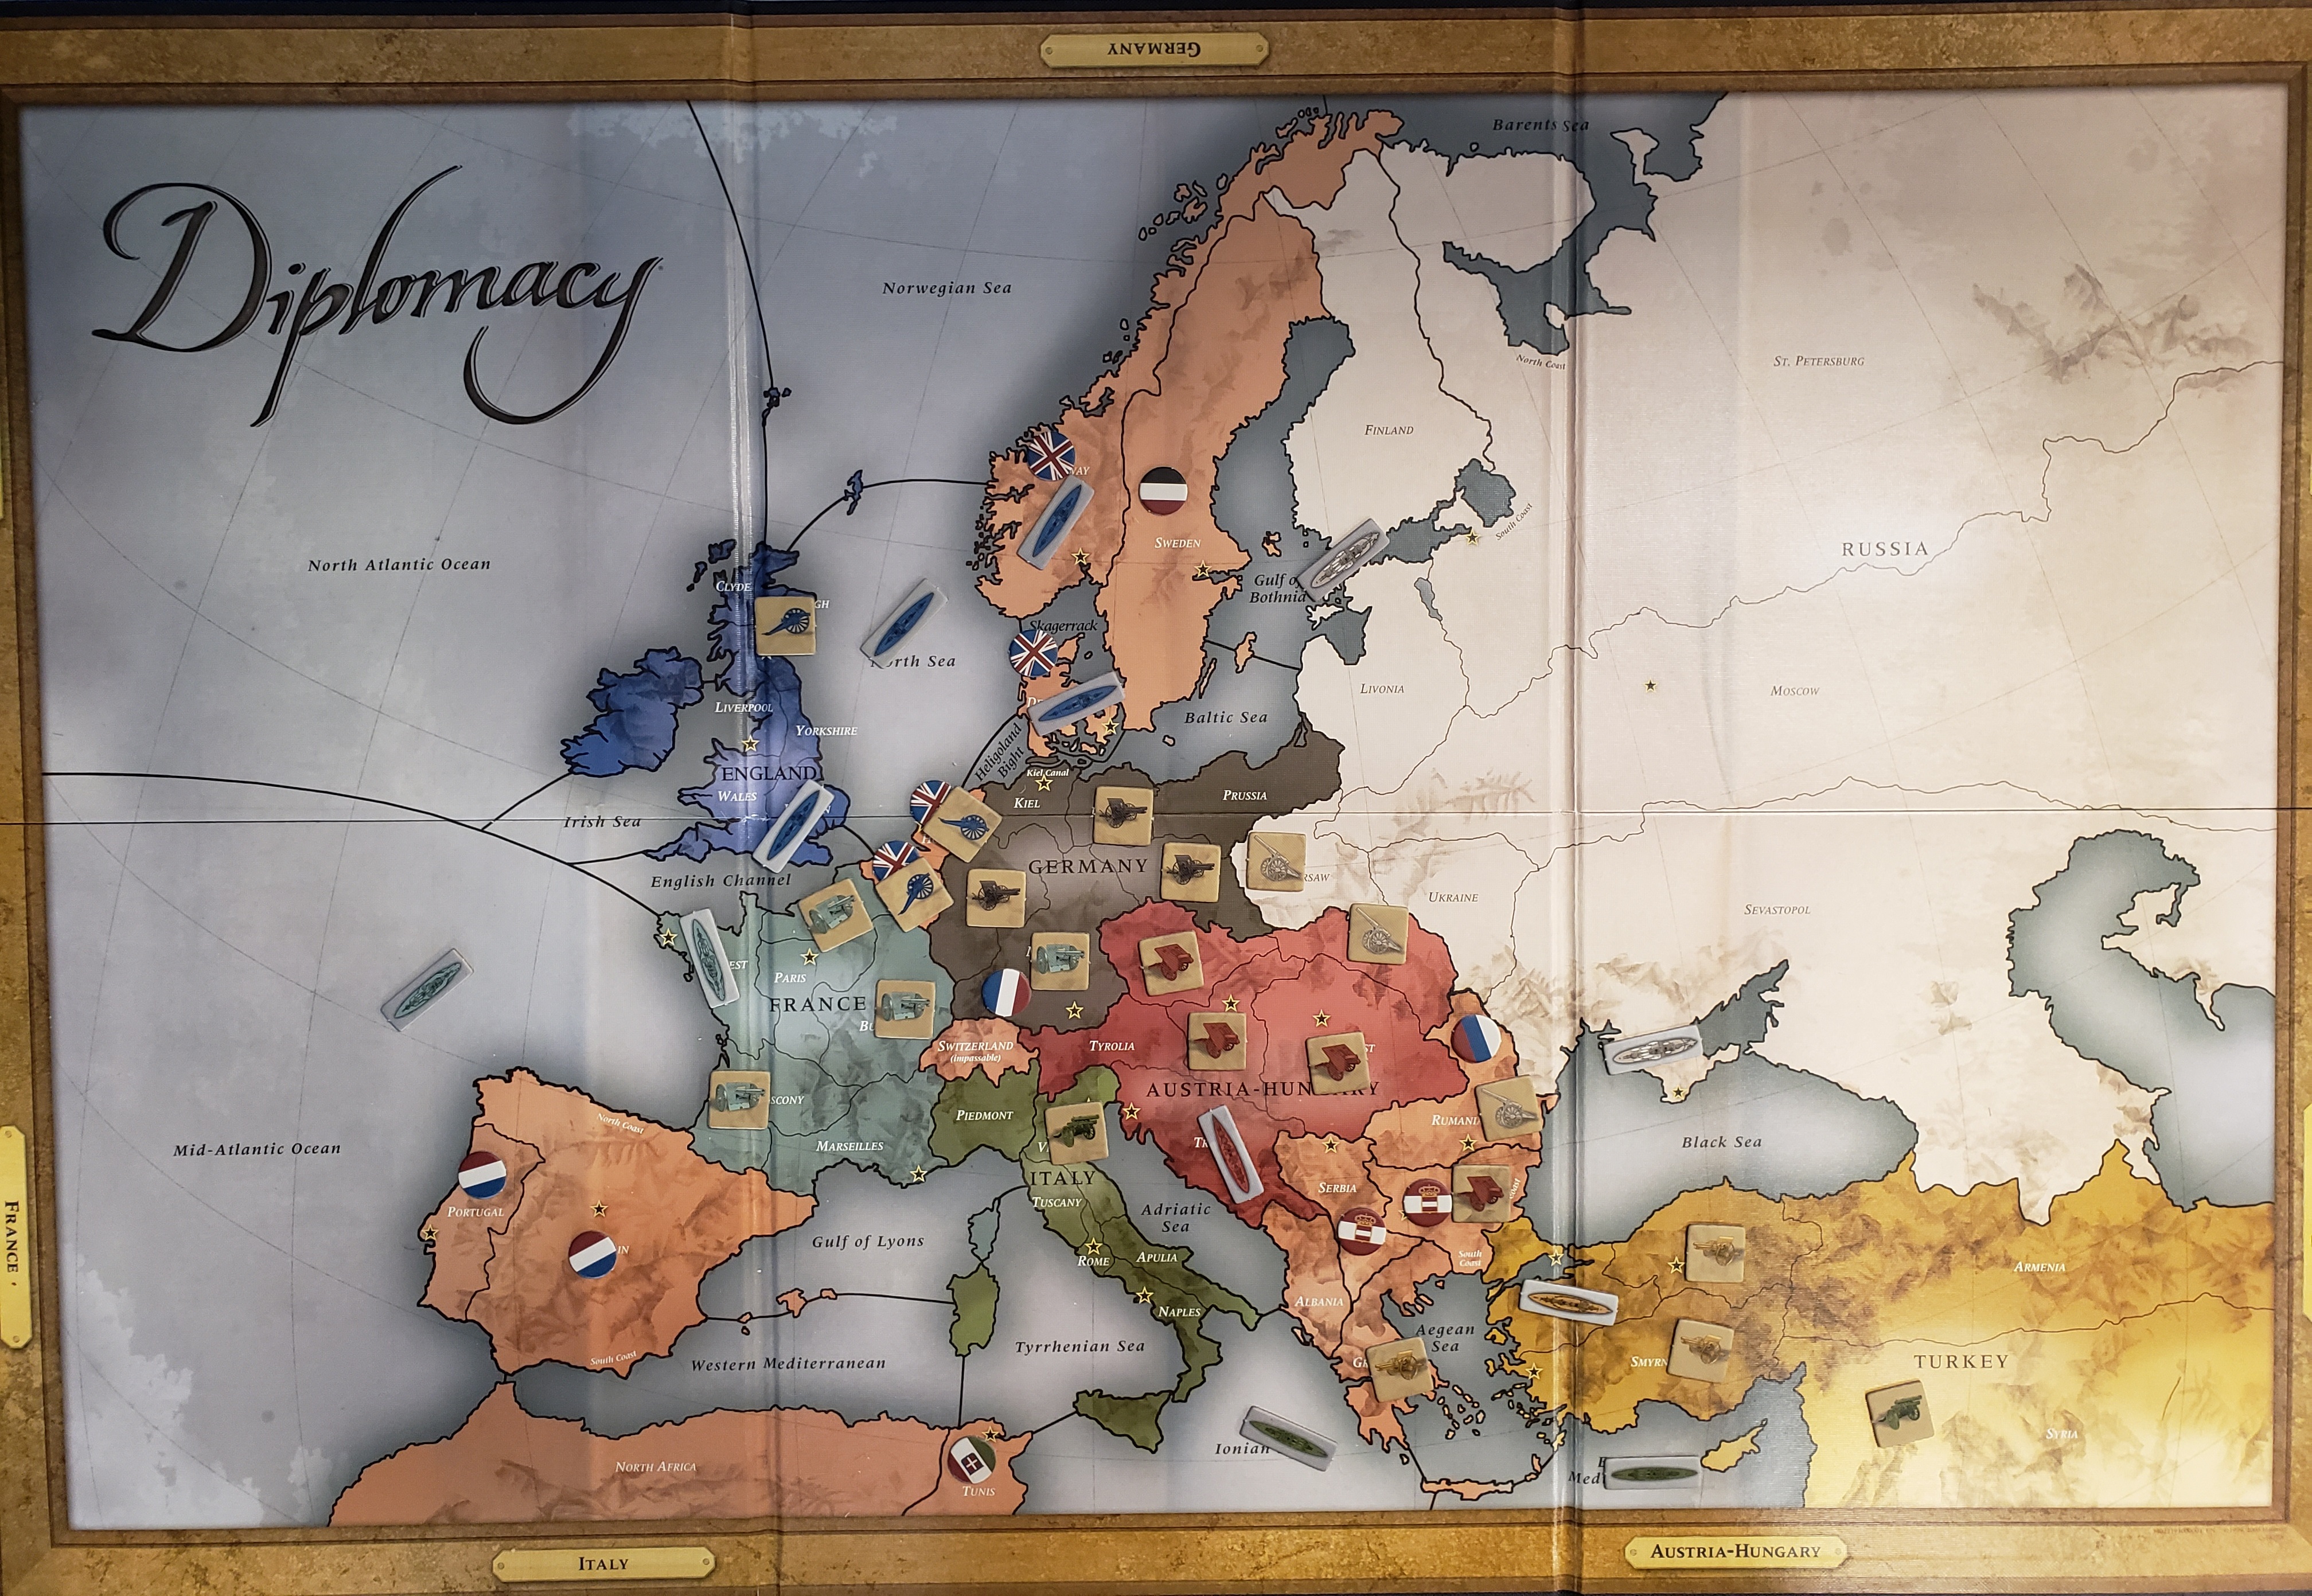 GERMANY
Barents Sea
Diplomacy
Norwegian Sea
North Coast
ST. PETERSBURG
FINLAND
South Coast
SWEDEN
RUSSIA
North Atlantic Ocean
Gulf of
Bothnia
CLYDE
Skagerrack
North Sea
LIVONIA
MOSCOW
LIVERPOOL
Baltic Sea
YORKSHIRE
Heligoland
Bight
ENGLAND
Kiel Canal
KIEL
WALES
PRUSSIA
Irish Sea
GERMANY
English Channel
UKRAINE
SEVASTOPOL
PARIS
FRANCE
SWITZERLAND
(impassable)
TYROLIA
AUSTRIA-HUNGARY
PIEDMONT
North Coast
RUMAN
MARSEILLES
Black Sea
Mid-Atlantic Ocean
ITALY
SERBIA
TUSCANY
PORTUGAL
Adriatic
Sea
Gulf of Lyons
ROME
APULIA
South
Coast
ARMENIA
FRANCE
ALBANIA
NAPLES
Aegean
Sea
Tyrrhenian Sea
South Coast
Western Mediterranean
SMYRN
TURKEY
Ionian
SYRIA
NORTH AFRICA
TUNIS
Med
ITALY
AUSTRIA-HUNGARY